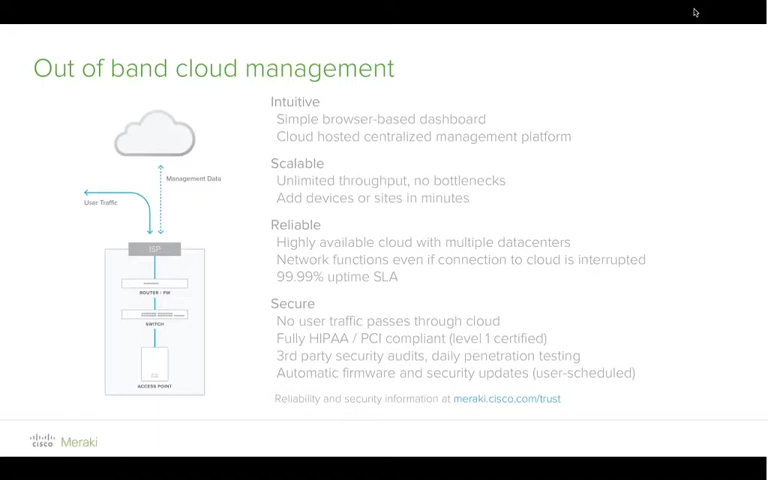 Out of band cloud management
Intuitive
Simple browser-based dashboard
Cloud hosted centralized management platform
Scalable
Unlimited throughput, no bottlenecks
Add devices or sites in minutes
Reliable
Highly available cloud with multiple datacenters
Network functions even if connection to cloud is interrupted
99.99% uptime SLA
Secure
No user traffic passes through cloud
Fully HIPAA / PCI compliant (level 1 certified)
3rd party security audits, daily penetration testing
Automatic firmware and security updates (user-scheduled)
Reliability and security information at meraki.cisco.com/trust
Management Data
User Traffic
ISP
ROUTER / FW
SWITCH
ACCESS POINT
CISCO Meraki